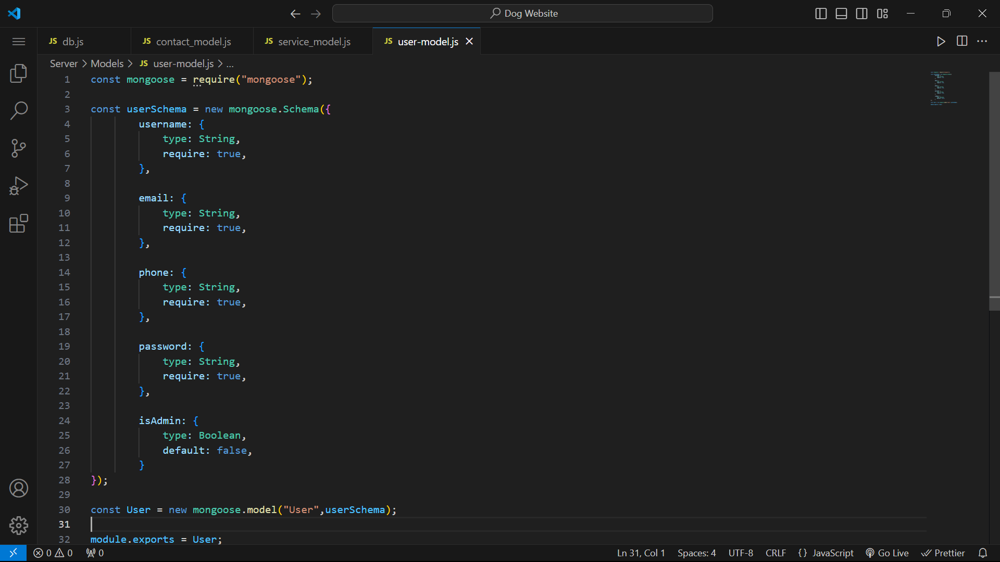 Dog Website
JS db.js
JS contact_model.js
JS service_model.js
JS user-model.js
Server > Models > JS user-model.js > ...
1 const mongoose = require("mongoose");
2
3 const userSchema = new mongoose.Schema({
4 username: {
5 type: String,
6 require: true,
7 },
8
9 email: {
10 type: String,
11 require: true,
12 },
13
14 phone: {
15 type: String,
16 require: true,
17 },
18
19 password: {
20 type: String,
21 require: true,
22 },
23
24 isAdmin: {
25 type: Boolean,
26 default: false,
27 }
28 });
29
30 const User = new mongoose.model("User",userSchema);
31
32 module.exports = User;
0 0 0 Ln 31, Col 1 Spaces: 4 UTF-8 CRLF {} JavaScript Go Live Prettier